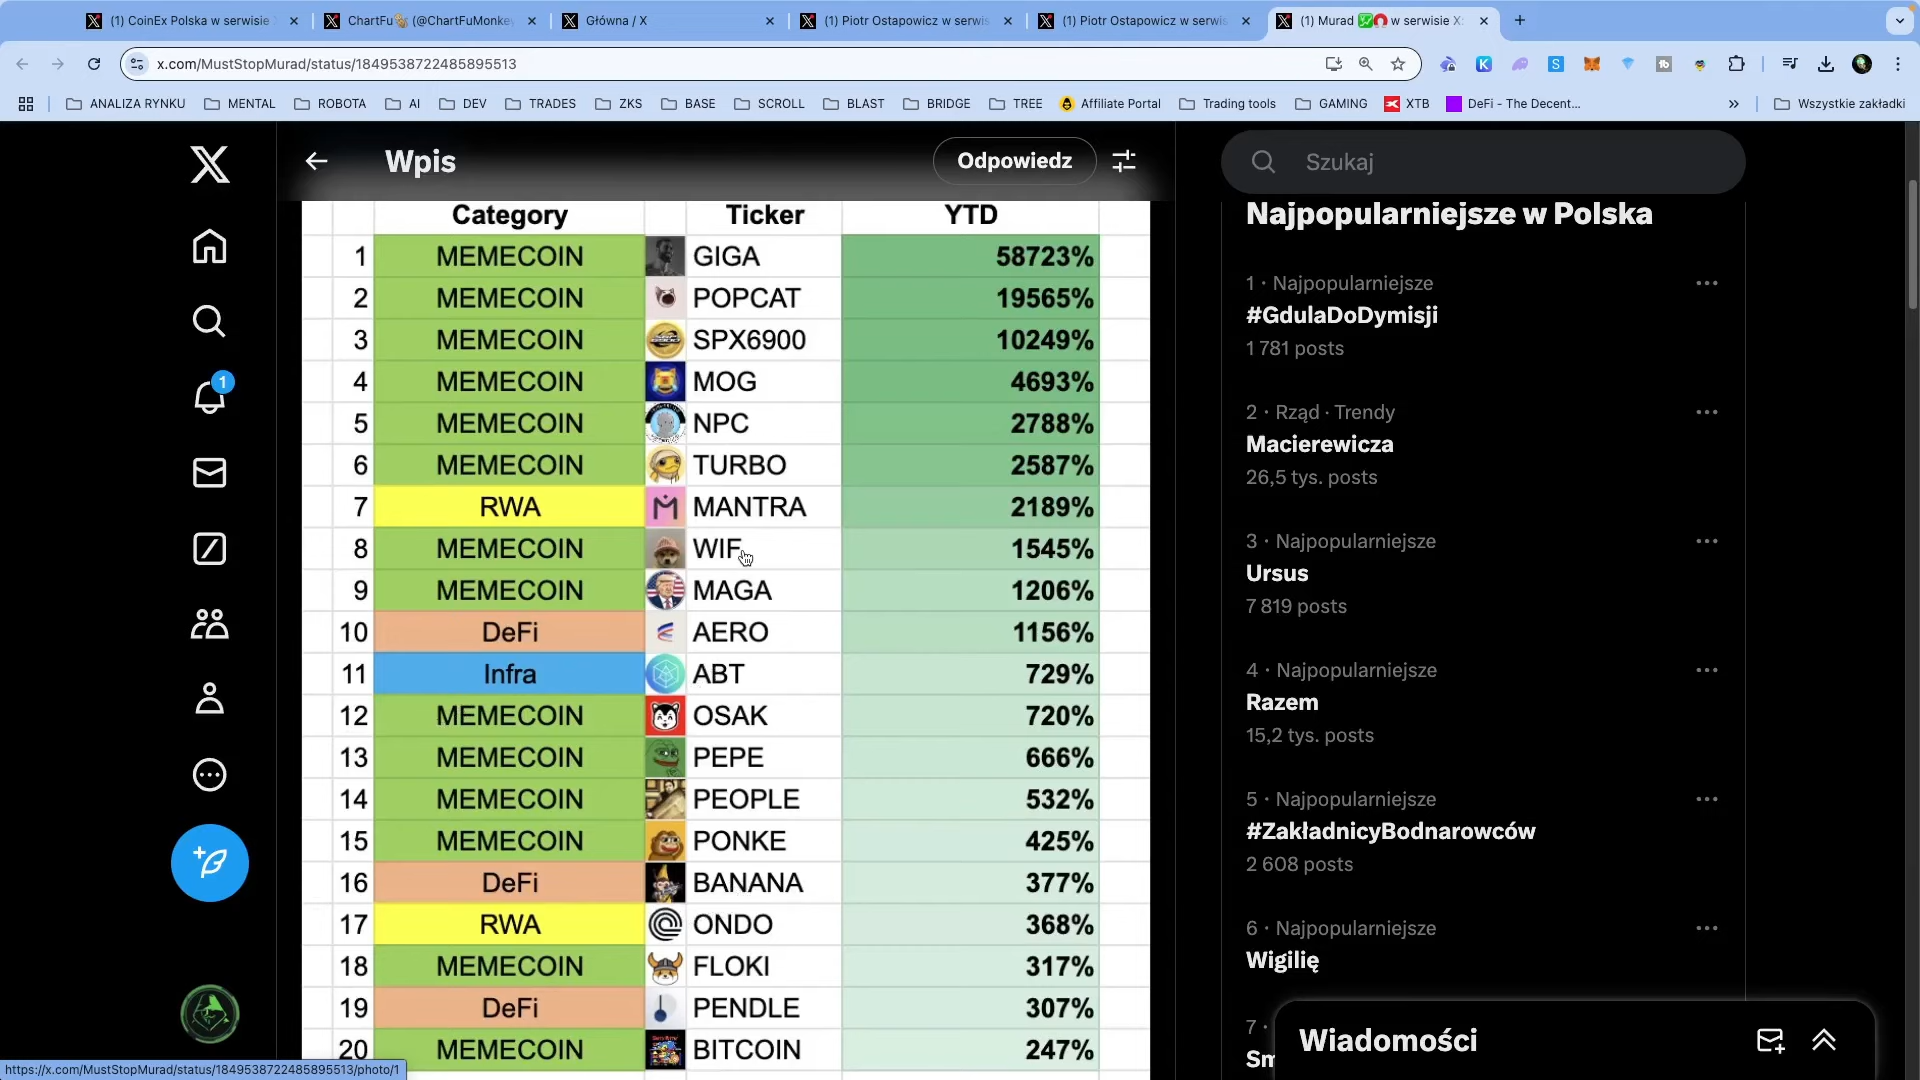 (1) CoinEx Polska w serwisie
ChartFu (@ChartFuMonkey
Główna / X
(1) Piotr Ostapowicz w serwis
(1) Piotr Ostapowicz w serwis
(1) Murad w serwisie X:
x.com/MustStopMurad/status/1849538722485895513
ANALIZA RYNKU
MENTAL
ROBOTA
AI
DEV
TRADES
ZKS
BASE
SCROLL
BLAST
BRIDGE
TREE
Affiliate Portal
Trading tools
GAMING
XTB
DeFi - The Decent...
Wszystkie zakładki
Wpis
Odpowiedz
Category Ticker YTD
1 MEMECOIN GIGA 58723%
2 MEMECOIN POPCAT 19565%
3 MEMECOIN SPX6900 10249%
4 MEMECOIN MOG 4693%
5 MEMECOIN NPC 2788%
6 MEMECOIN TURBO 2587%
7 RWA MANTRA 2189%
8 MEMECOIN WIF 1545%
9 MEMECOIN MAGA 1206%
10 DeFi AERO 1156%
11 Infra ABT 729%
12 MEMECOIN OSAK 720%
13 MEMECOIN PEPE 666%
14 MEMECOIN PEOPLE 532%
15 MEMECOIN PONKE 425%
16 DeFi BANANA 377%
17 RWA ONDO 368%
18 MEMECOIN FLOKI 317%
19 DeFi PENDLE 307%
20 MEMECOIN BITCOIN 247%
1
Szukaj
Najpopularniejsze w Polska
1 · Najpopularniejsze
#GdulaDoDymisji
1 781 posts
2 · Rząd · Trendy
Macierewicza
26,5 tys. posts
3 · Najpopularniejsze
Ursus
7 819 posts
4 · Najpopularniejsze
Razem
15,2 tys. posts
5 · Najpopularniejsze
#ZakładnicyBodnarowców
2 608 posts
6 · Najpopularniejsze
Wigilię
7 ·
Sm
Wiadomości
https://x.com/MustStopMurad/status/1849538722485895513/photo/1